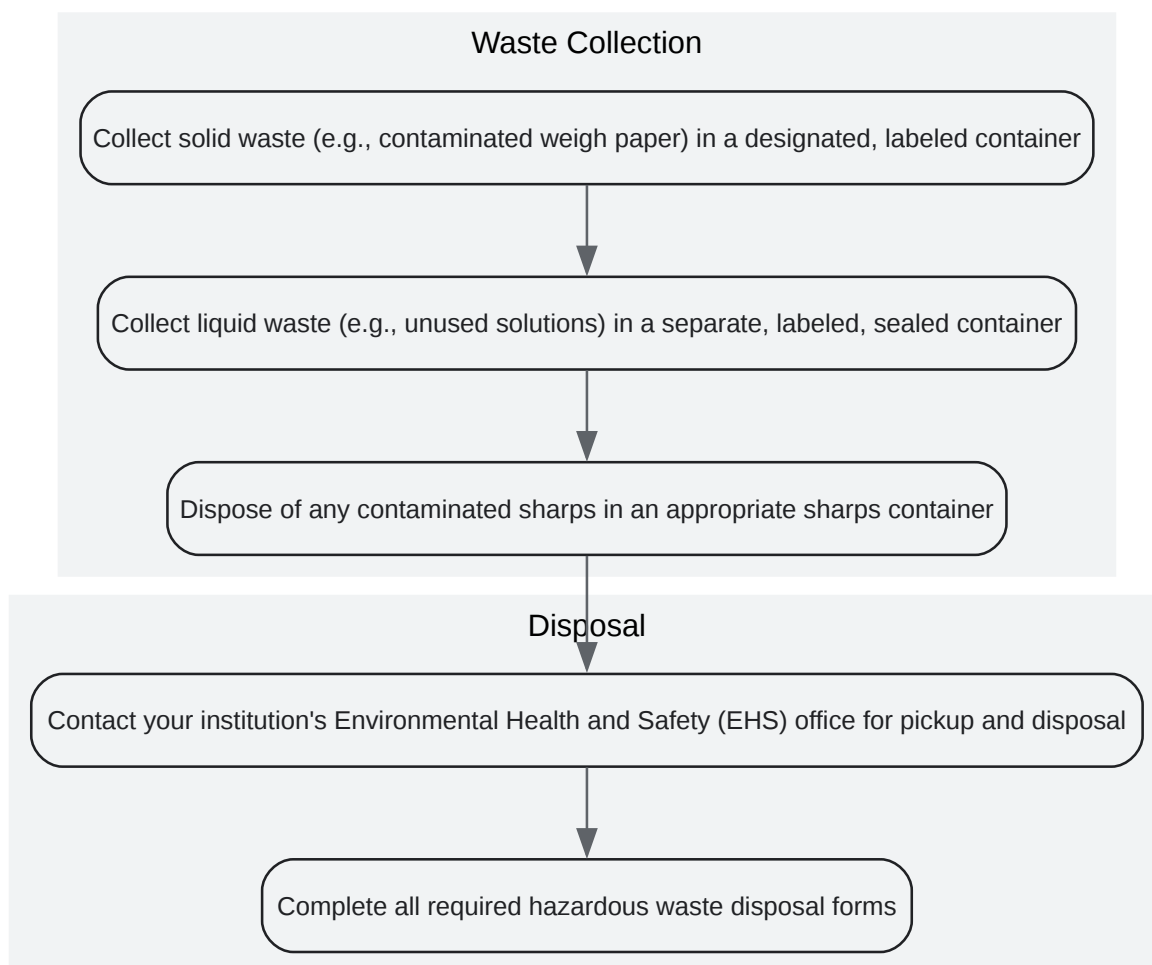 Waste Collection
Collect solid waste (e.g., contaminated weigh paper) in a designated, labeled container
Collect liquid waste (e.g., unused solutions) in a separate, labeled, sealed container
Dispose of any contaminated sharps in an appropriate sharps container
Disposal
Contact your institution's Environmental Health and Safety (EHS) office for pickup and disposal
Complete all required hazardous waste disposal forms